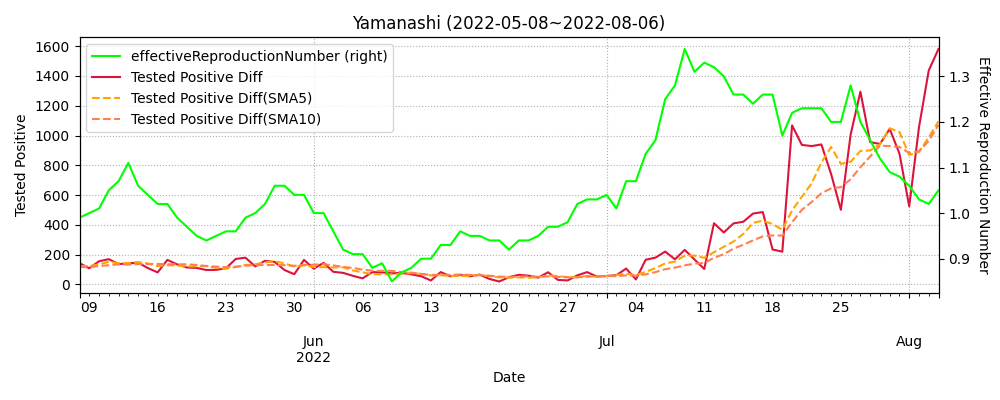 Yamanashi (2022-05-08~2022-08-06)
effectiveReproductionNumber (right)
Tested Positive Diff
Tested Positive Diff(SMA5)
Tested Positive Diff(SMA10)
Tested Positive
1600
1400
1200
1000
800
600
400
200
0
1.3
1.2
1.1
1.0
0.9
Effective Reproduction Number
09 16 23 30 06 13 20 27 04 11 18 25
Jun Jul Aug
2022
Date